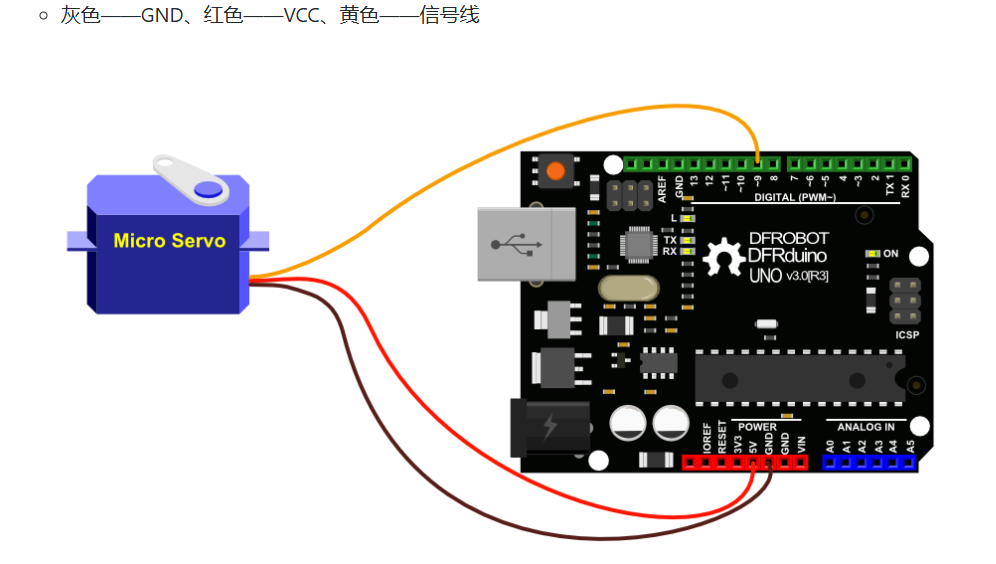 灰色——GND、红色——VCC、黄色——信号线
Micro Servo
AREF
GND
13
12
~11
~10
~9
8
7
~6
~5
4
~3
2
TX 1
RX 0
DIGITAL (PWM~)
L
TX
RX
DFROBOT
DFRduino
UNO v3.0[R3]
ON
ICSP
POWER
ANALOG IN
IOREF
RESET
3V3
5V
GND
GND
VIN
A0
A1
A2
A3
A4
A5